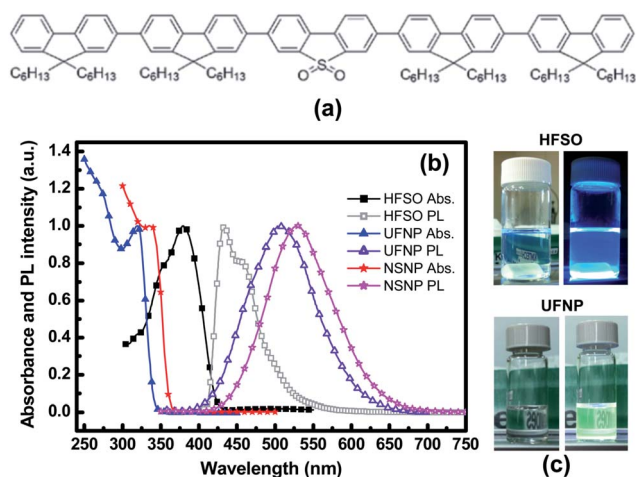 C6H13 C6H13 C6H13 C6H13 O S O C6H13 C6H13 C6H13 C6H13
(a)
(b)
Absorbance and PL intensity (a.u.)
1.4
1.2
1.0
0.8
0.6
0.4
0.2
0.0
HFSO Abs.
HFSO PL
UFNP Abs.
UFNP PL
NSNP Abs.
NSNP PL
250 300 350 400 450 500 550 600 650 700 750
Wavelength (nm)
HFSO
UFNP
(c)